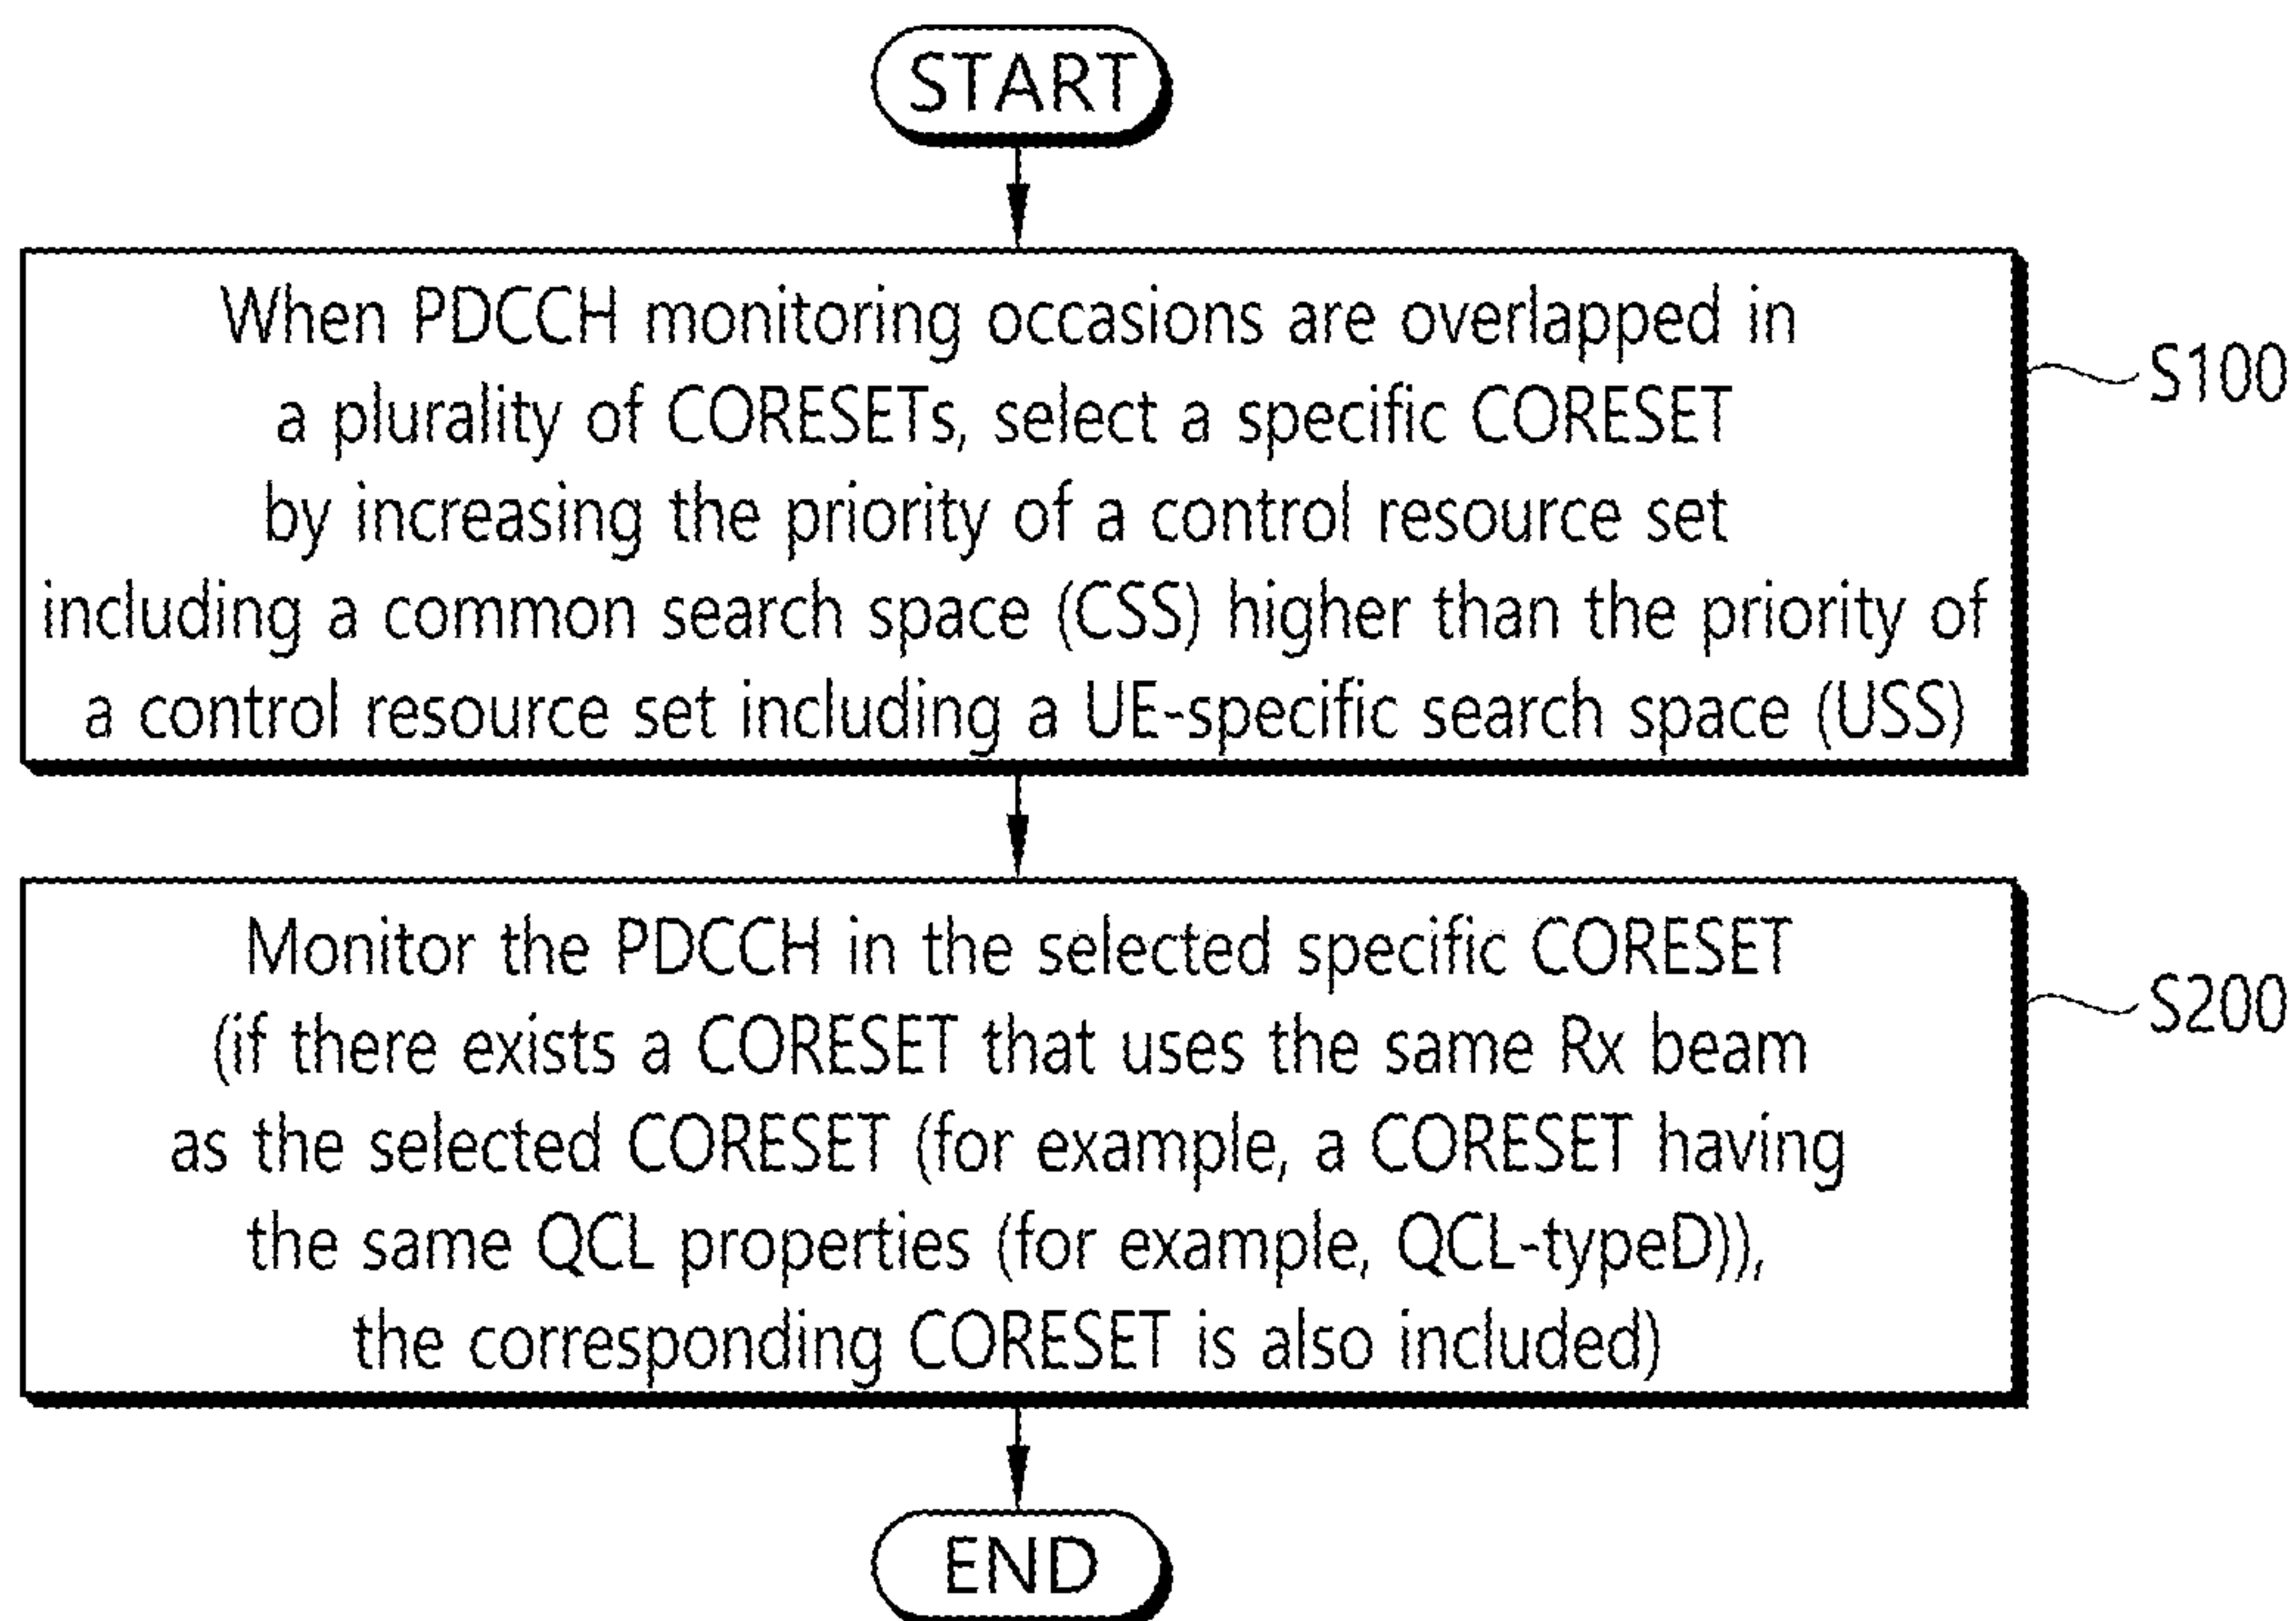 START
When PDCCH monitoring occasions are overlapped in
a plurality of CORESETs, select a specific CORESET
by increasing the priority of a control resource set
including a common search space (CSS) higher than the priority of
a control resource set including a UE-specific search space (USS)
S100
Monitor the PDCCH in the selected specific CORESET
(if there exists a CORESET that uses the same Rx beam
as the selected CORESET (for example, a CORESET having
the same QCL properties (for example, QCL-typeD)),
the corresponding CORESET is also included)
S200
END